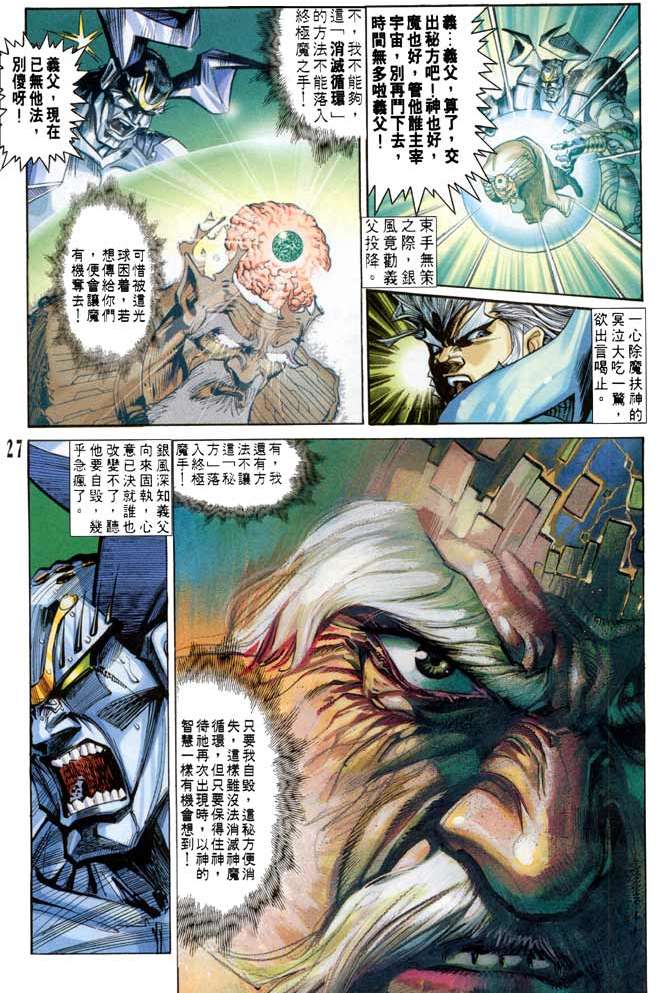 義…義父，算了，交
出秘方吧！神也好，
魔也好，管他誰主宰
宇宙，別再鬥下去，
時間無多啦義父！
束手無策
之際，銀
風竟勸義
父投降。
一心除魔扶神的
冥泣大吃一驚，
欲出言喝止。
不，我不能夠，
這「消滅循環」
的方法不能落入
終極魔之手！
義父，現在
已無他法，
別傻呀！
可惜被這光
球困着，若
想傳給你們
，便會讓魔
有機奪去！
27
有，我
還有方
法不讓
這「秘
方」落
入終極
魔手！
銀風深知義父
向來固執，心
意已決就誰也
改變不了，聽
他要自毀，幾
乎急瘋了。
只要我自毀，這秘方便消
失，這樣雖沒法消滅神魔
循環，但只要保得住神，
待祂再次出現時，以神的
智慧一樣有機會想到！